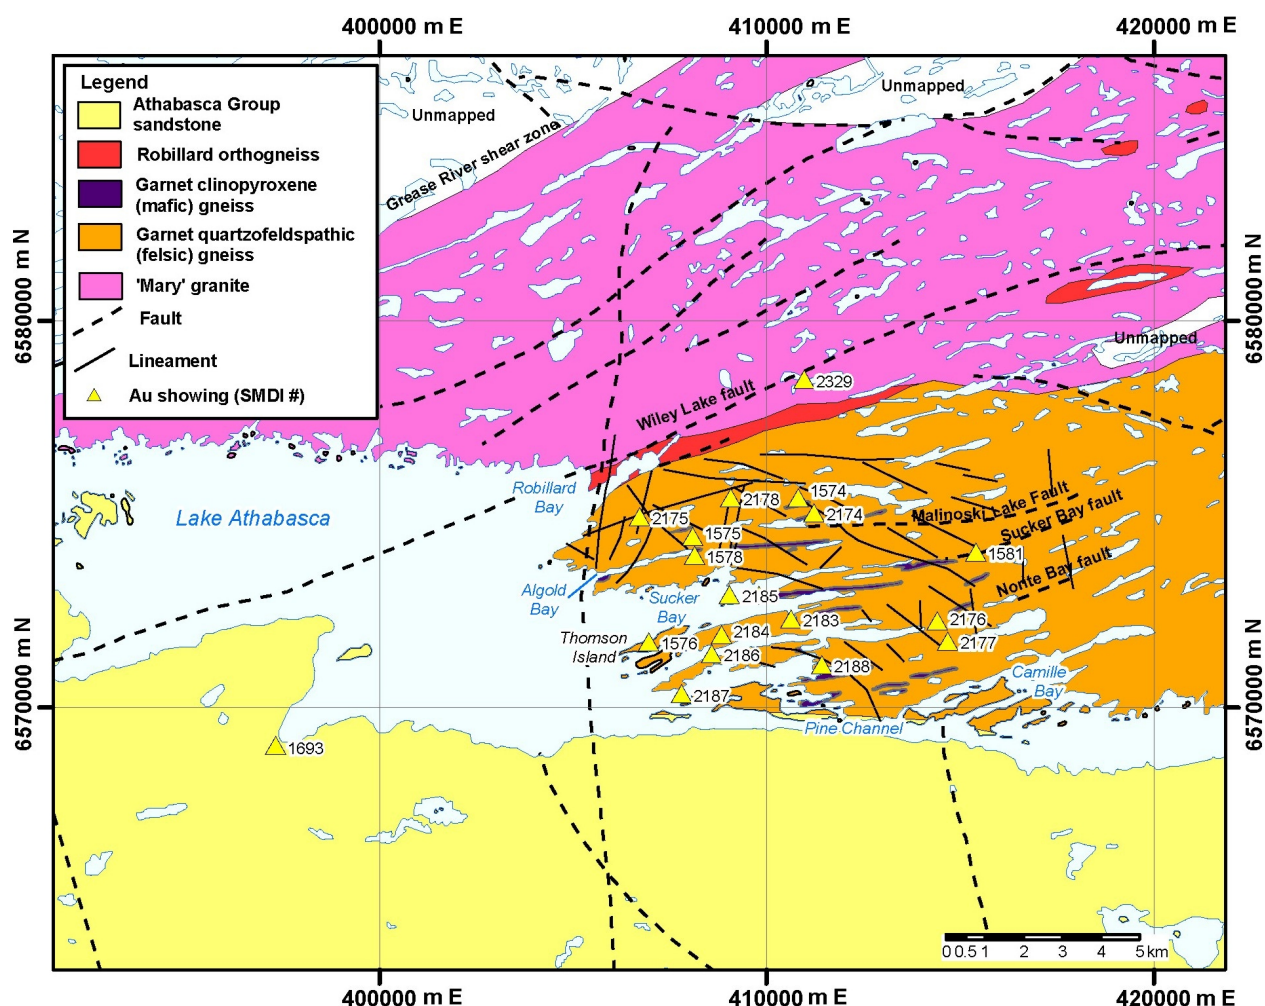 400000 m E
410000 m E
420000 m E
Legend
Athabasca Group
sandstone
Robillard orthogneiss
Garnet clinopyroxene
(mafic) gneiss
Garnet quartzofeldspathic
(felsic) gneiss
'Mary' granite
Fault
Lineament
Au showing (SMDI #)
Unmapped
Unmapped
Grease River shear zone
6580000 m N
6580000 m N
Unmapped
2329
Wiley Lake fault
Robillard
Bay
Lake Athabasca
2178
1574
2174
2175
Malinoski Lake Fault
Sucker Bay fault
1575
1578
1581
Norite Bay fault
Algold
Bay
Sucker
Bay
2185
2183
2176
2177
Thomson
Island
1576
2184
2186
2188
2187
Camille
Bay
Pine Channel
6570000 m N
6570000 m N
1693
0 0.5 1 2 3 4 5 km
400000 m E
410000 m E
420000 m E